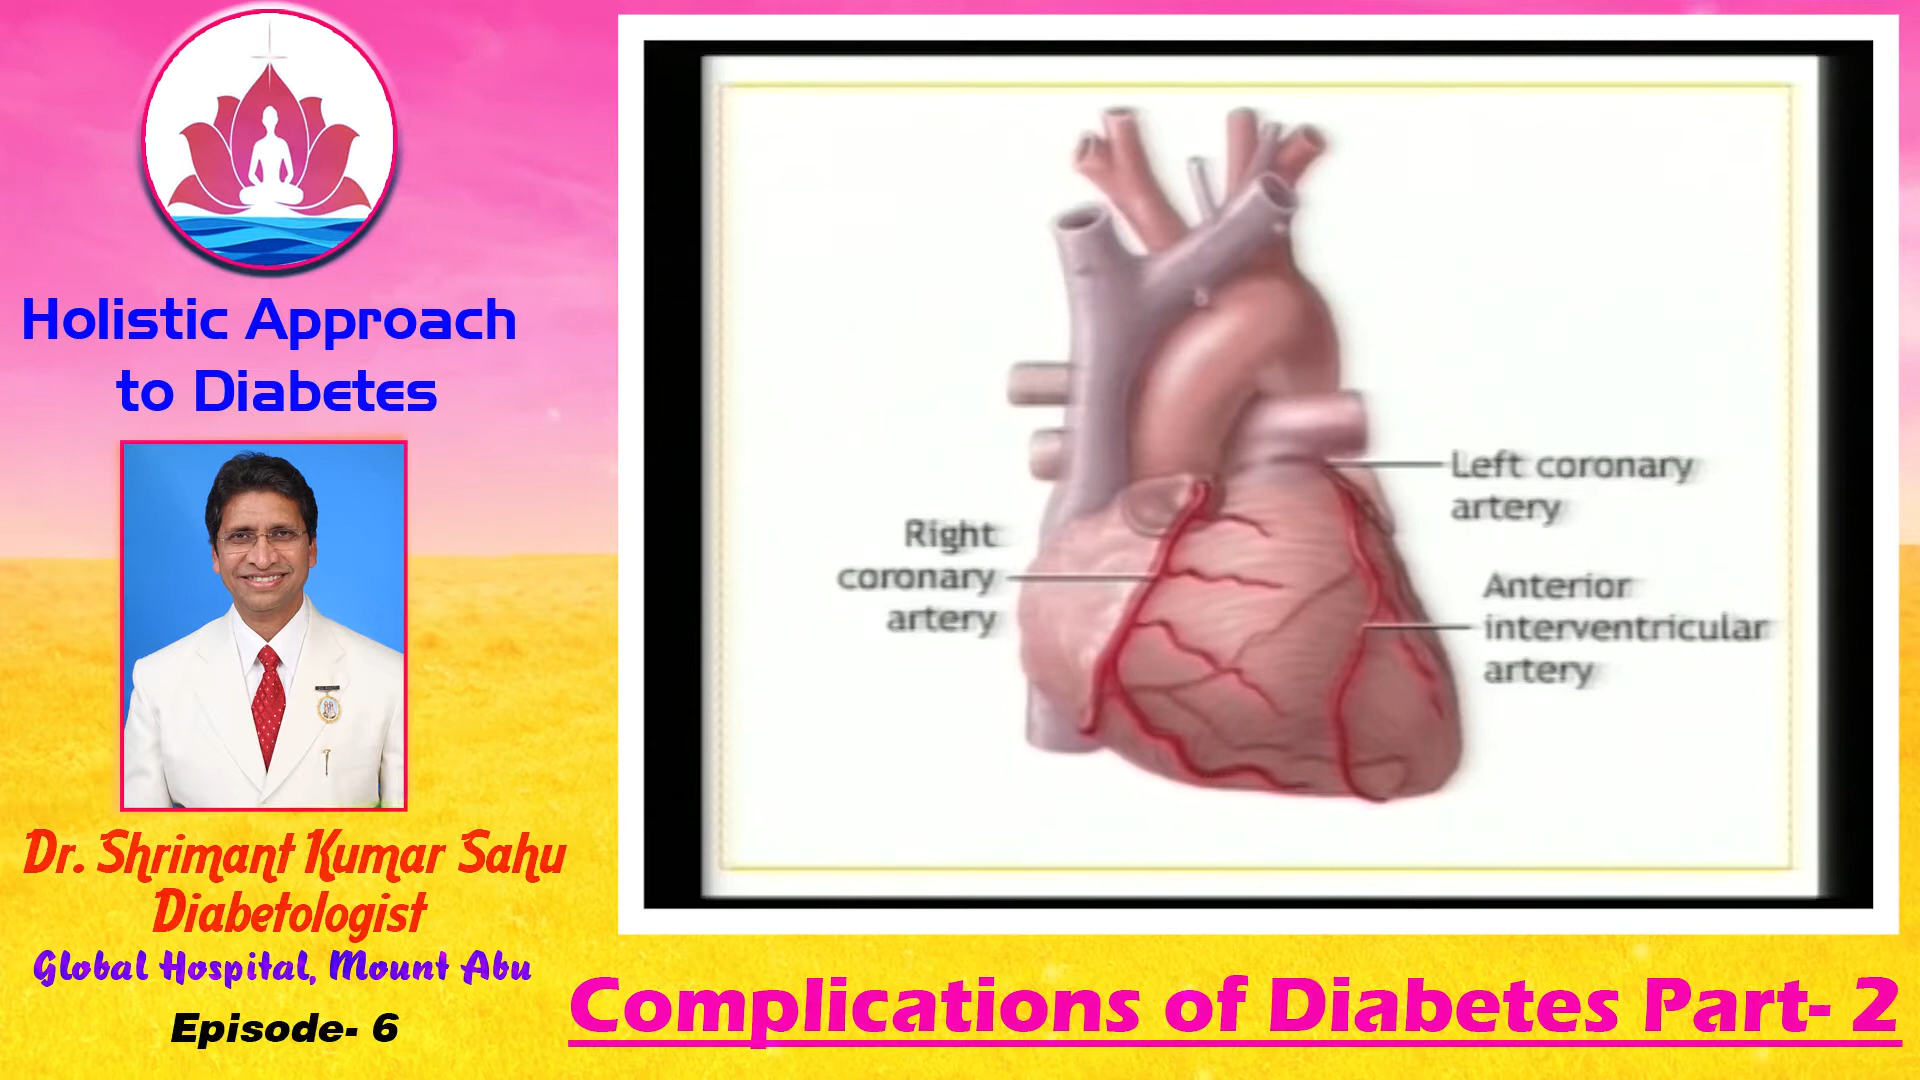 Holistic Approach
to Diabetes
Dr. Shrimant Kumar Sahu
Diabetologist
Global Hospital, Mount Abu
Episode- 6
Right
coronary
artery
Left coronary
artery
Anterior
interventricular
artery
Complications of Diabetes Part- 2